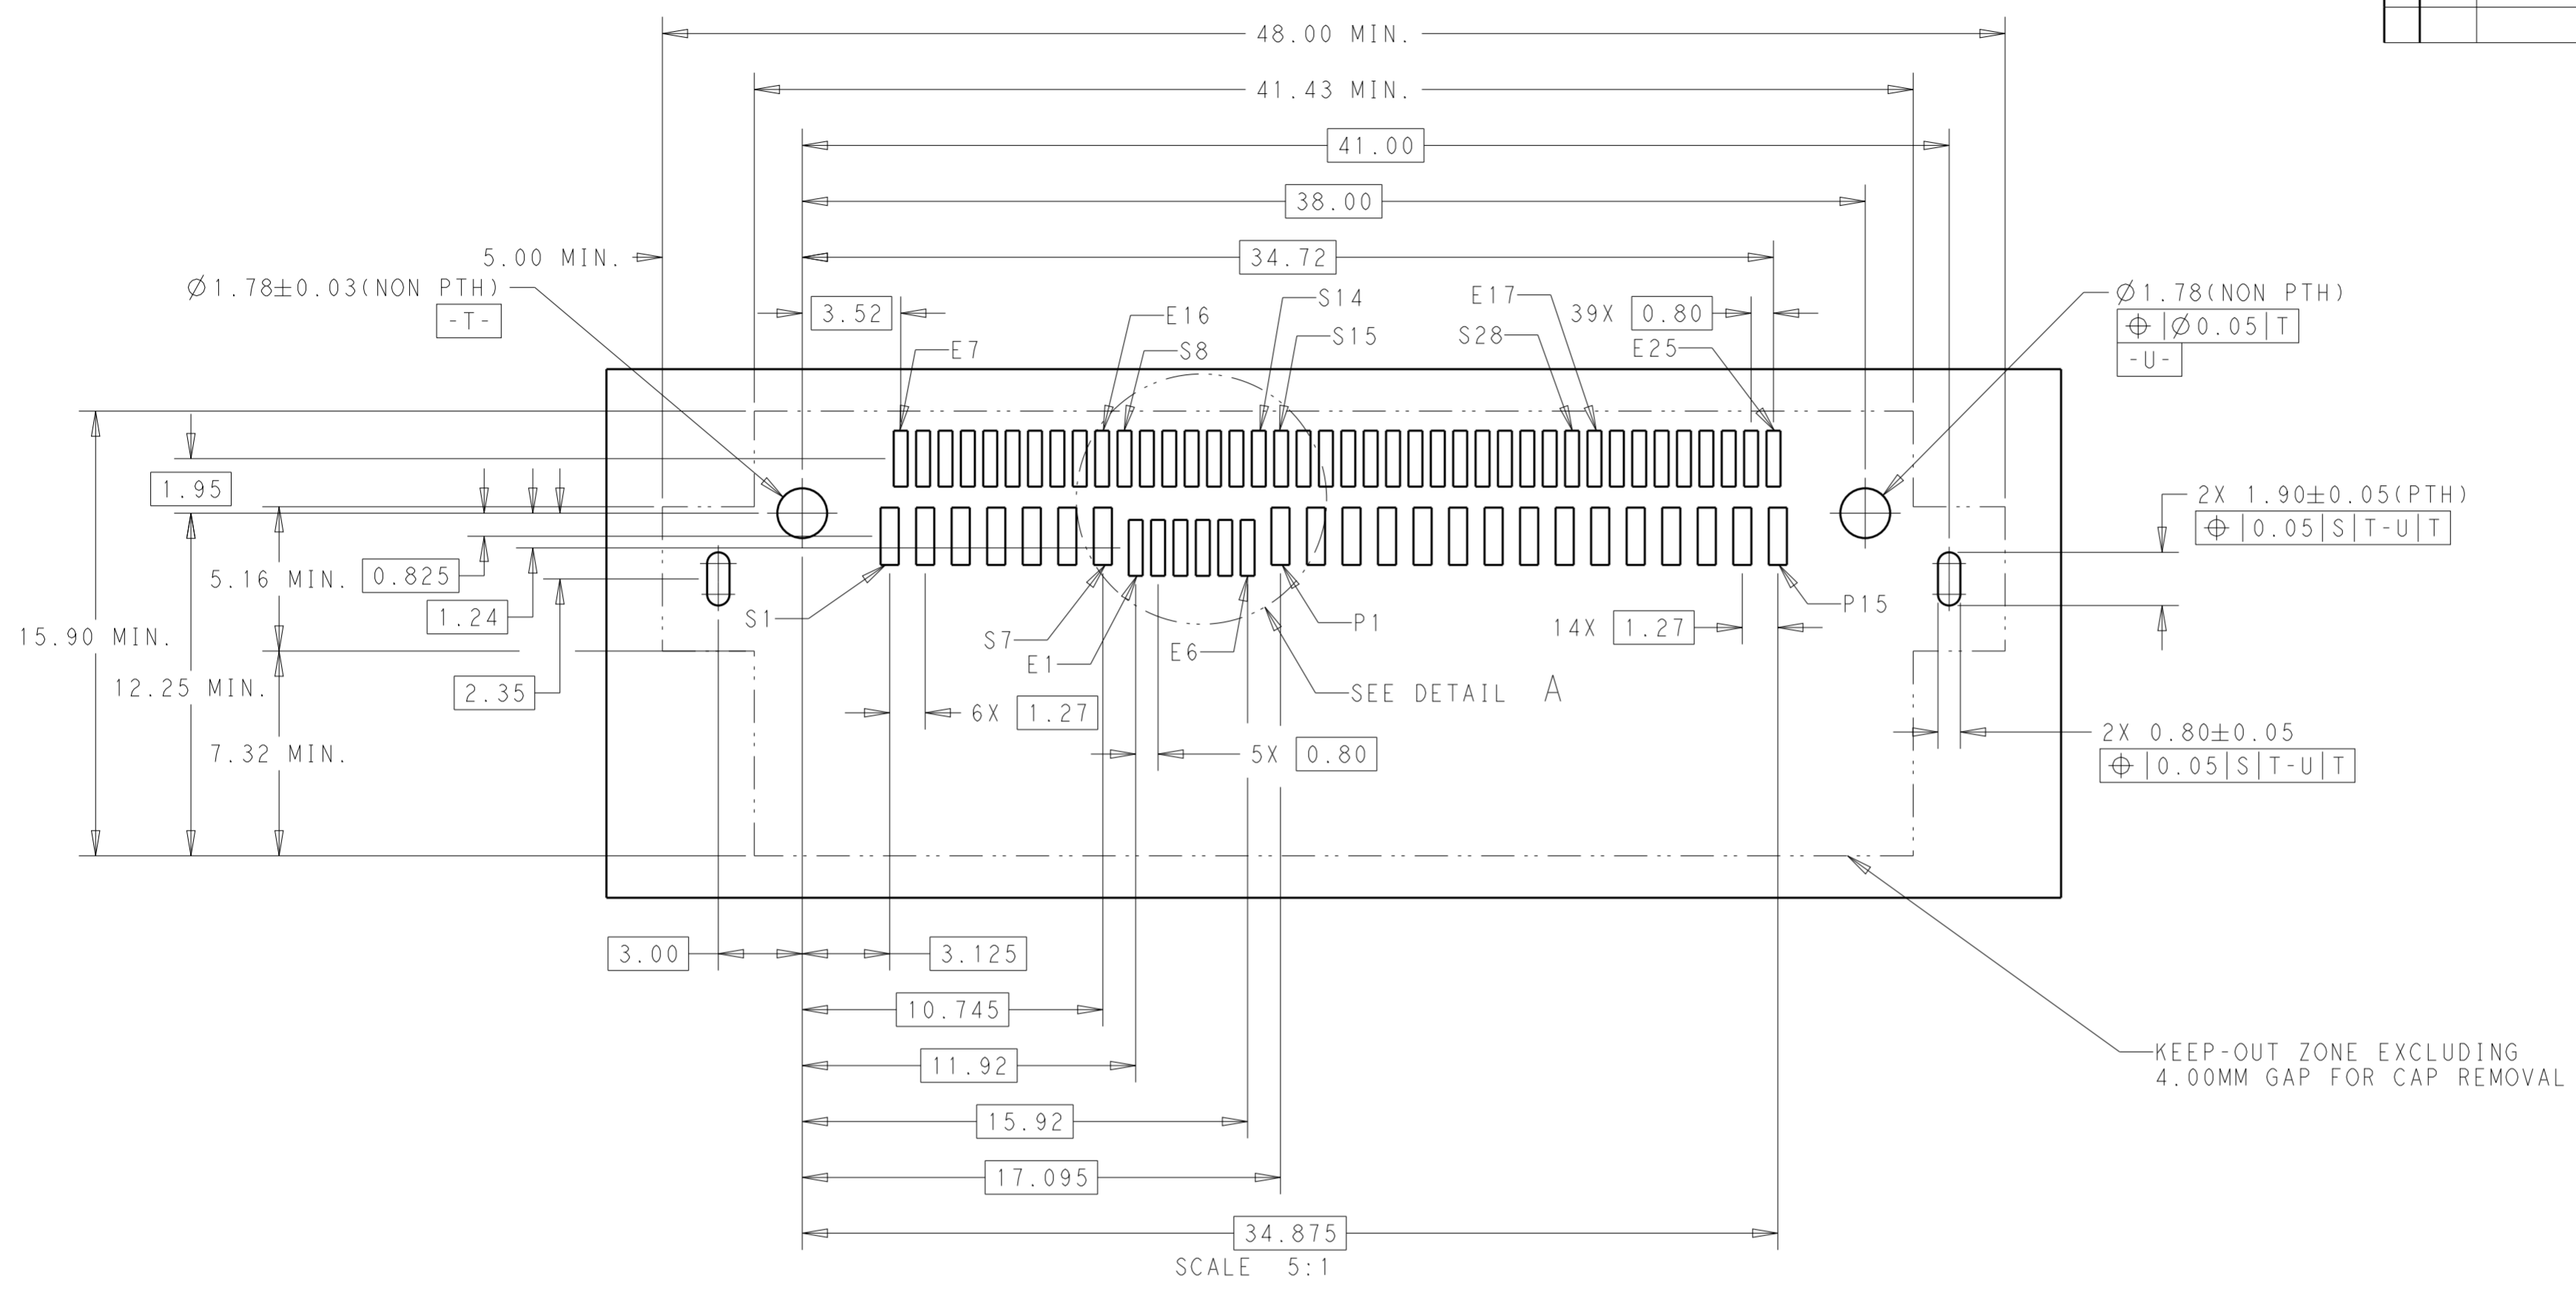 48.00 MIN.
41.43 MIN.
41.00
38.00
34.72
5.00 MIN.
Ø1.78±0.03(NON PTH)
-T-
3.52
E7
E16
S8
S14
S15
E17
S28
39X 0.80
E25
Ø1.78(NON PTH)
⌖|Ø0.05|T
-U-
1.95
2X 1.90±0.05(PTH)
⌖|0.05|S|T-U|T
5.16 MIN.
0.825
1.24
15.90 MIN.
12.25 MIN.
2.35
7.32 MIN.
S1
S7
E1
E6
P1
14X 1.27
P15
SEE DETAIL A
6X 1.27
5X 0.80
2X 0.80±0.05
⌖|0.05|S|T-U|T
3.00
3.125
10.745
11.92
15.92
17.095
34.875
KEEP-OUT ZONE EXCLUDING
4.00MM GAP FOR CAP REMOVAL
SCALE 5:1